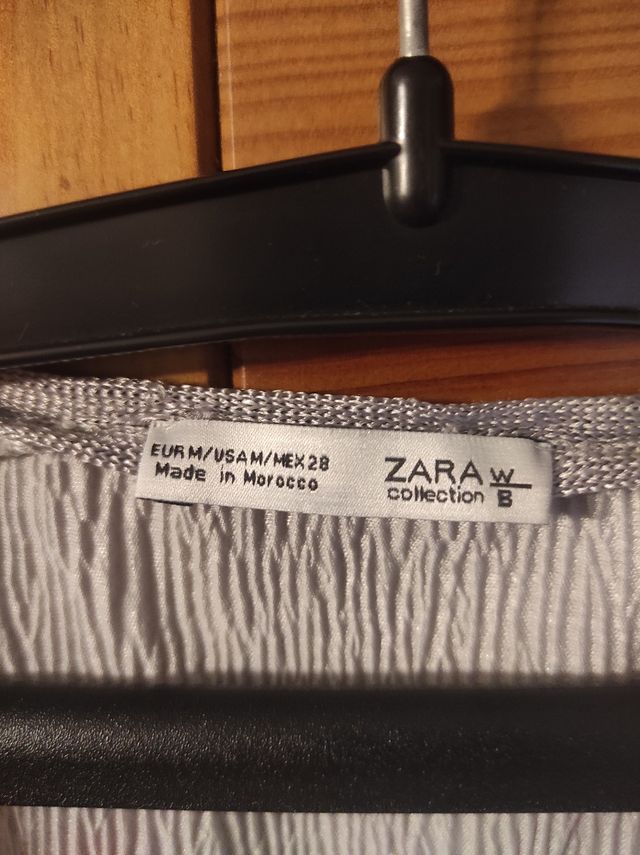 EUR M/USA M/MEX 28
Made in Morocco
ZARA W
collection B